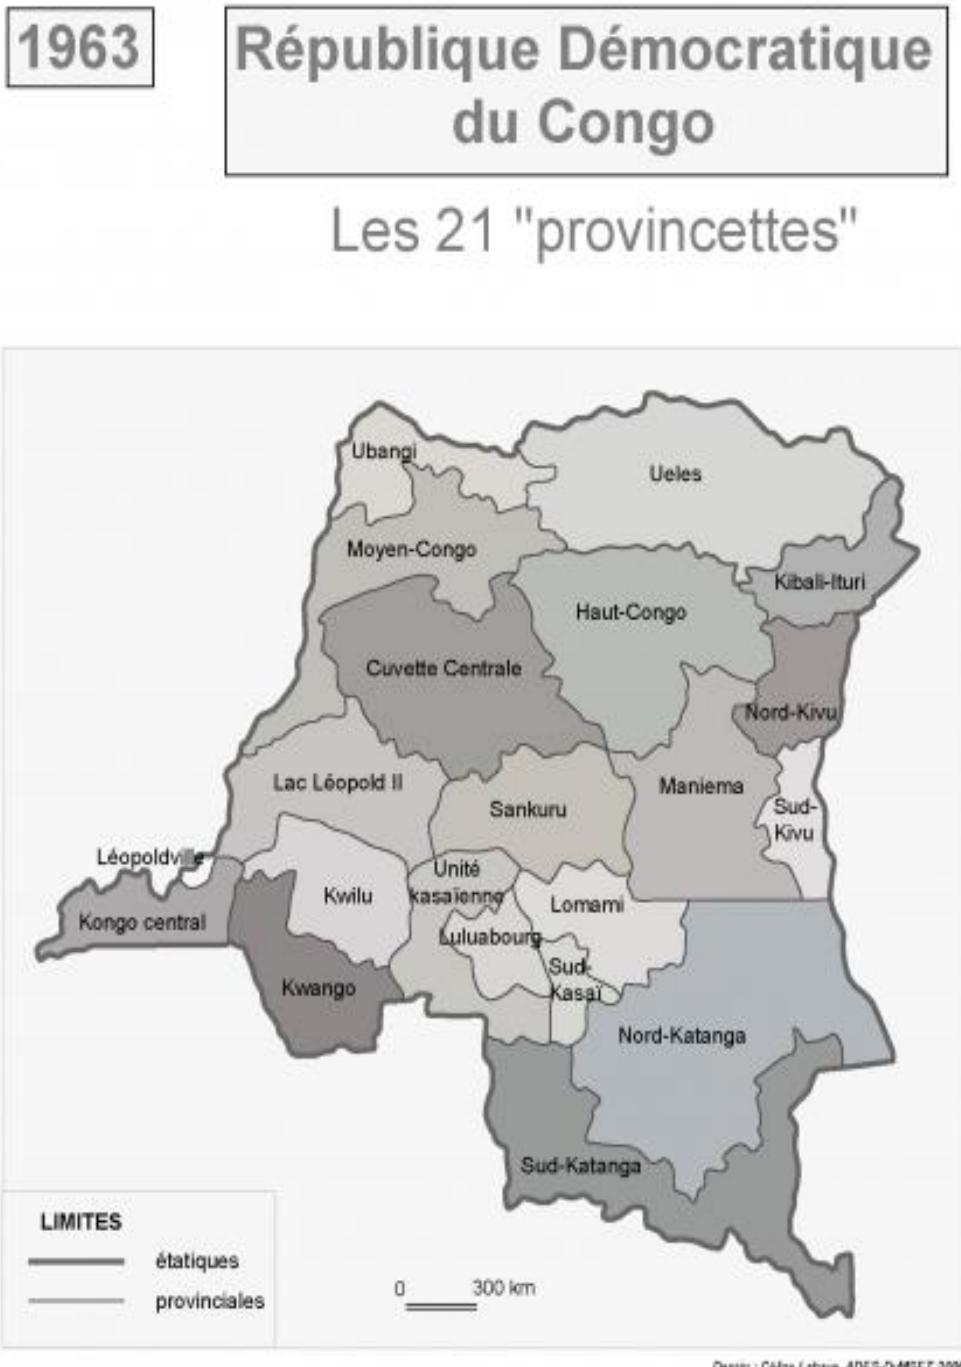 1963
République Démocratique
du Congo
Les 21 "provincettes"
Ubangi
Ueles
Moyen-Congo
Kibali-Ituri
Haut-Congo
Cuvette Centrale
Nord-Kivu
Lac Léopold II
Maniema
Sankuru
Sud-
Kivu
Léopoldville
Unité
kasaïenne
Kwilu
Lomami
Kongo central
Luluabourg
Sud-
Kasaï
Kwango
Nord-Katanga
Sud-Katanga
LIMITES
étatiques
provinciales
0 300 km